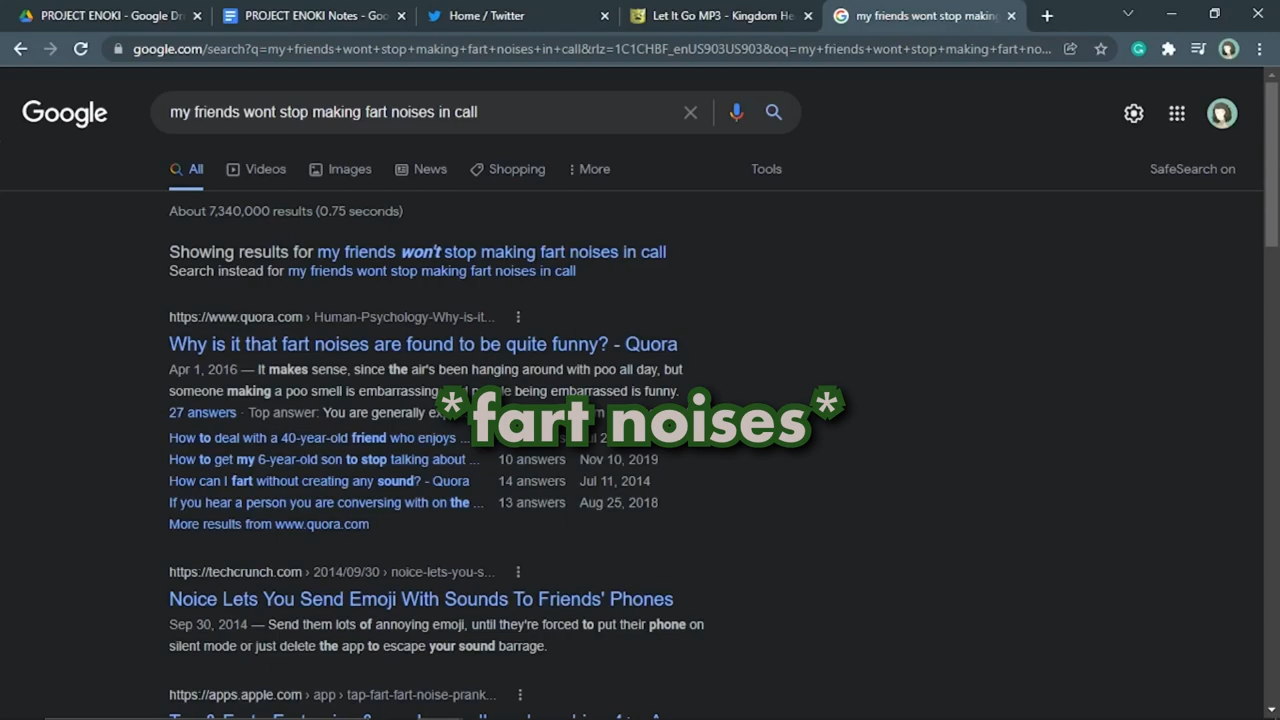 PROJECT ENOKI - Google Dr
PROJECT ENOKI Notes - Goo
Home / Twitter
Let It Go MP3 - Kingdom He
my friends wont stop making
google.com/search?q=my+friends+wont+stop+making+fart+noises+in+call&rlz=1C1CHBF_enUS903US903&oq=my+friends+wont+stop+making+fart+no...
Google
my friends wont stop making fart noises in call
All
Videos
Images
News
Shopping
More
Tools
SafeSearch on
About 7,340,000 results (0.75 seconds)
Showing results for my friends won't stop making fart noises in call
Search instead for my friends wont stop making fart noises in call
https://www.quora.com › Human-Psychology-Why-is-it...
Why is it that fart noises are found to be quite funny? - Quora
Apr 1, 2016 — It makes sense, since the air's been hanging around with poo all day, but
someone making a poo smell is embarrassing being embarrassed is funny.
27 answers · Top answer: You are generally
*fart noises*
How to deal with a 40-year-old friend who enjoys ...
How to get my 6-year-old son to stop talking about ... 10 answers Nov 10, 2019
How can I fart without creating any sound? - Quora 14 answers Jul 11, 2014
If you hear a person you are conversing with on the ... 13 answers Aug 25, 2018
More results from www.quora.com
https://techcrunch.com › 2014/09/30 › noice-lets-you-s...
Noice Lets You Send Emoji With Sounds To Friends' Phones
Sep 30, 2014 — Send them lots of annoying emoji, until they're forced to put their phone on
silent mode or just delete the app to escape your sound barrage.
https://apps.apple.com › app › tap-fart-fart-noise-prank...